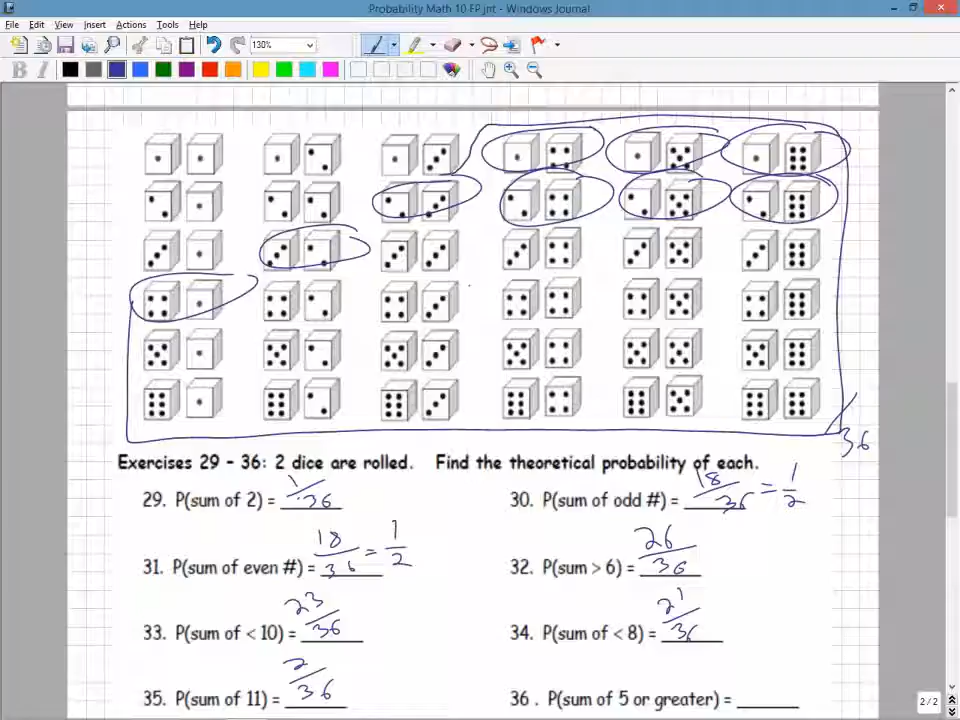 Probability Math 10 FP.jnt - Windows Journal
File Edit View Insert Actions Tools Help
130%
B I
36
Exercises 29 - 36: 2 dice are rolled. Find the theoretical probability of each.
29. P(sum of 2) = 1/36
30. P(sum of odd #) = 18/36 = 1/2
31. P(sum of even #) = 18/36 = 1/2
32. P(sum > 6) = 26/36
33. P(sum of < 10) = 23/36
34. P(sum of < 8) = 21/36
35. P(sum of 11) = 2/36
36 . P(sum of 5 or greater) =
2/2